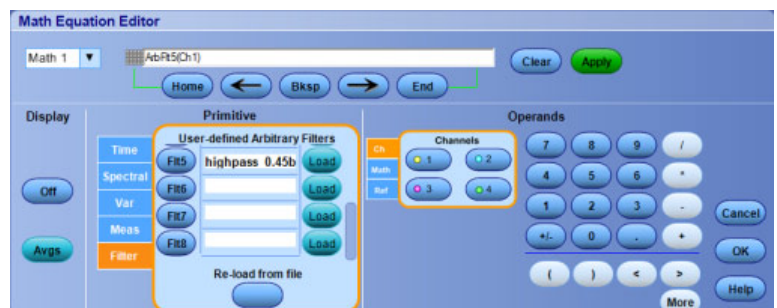 Math Equation Editor
Math 1
ArbFlt5(Ch1)
Clear
Apply
Home
Bksp
End
Display
Off
Avgs
Primitive
Time
Spectral
Var
Meas
Filter
User-defined Arbitrary Filters
Flt5 highpass 0.45b Load
Flt6 Load
Flt7 Load
Flt8 Load
Re-load from file
Operands
Ch
Math
Ref
Channels
1 2
3 4
7 8 9 /
4 5 6 *
1 2 3 -
+/- 0 . +
( ) < >
More
Cancel
OK
Help